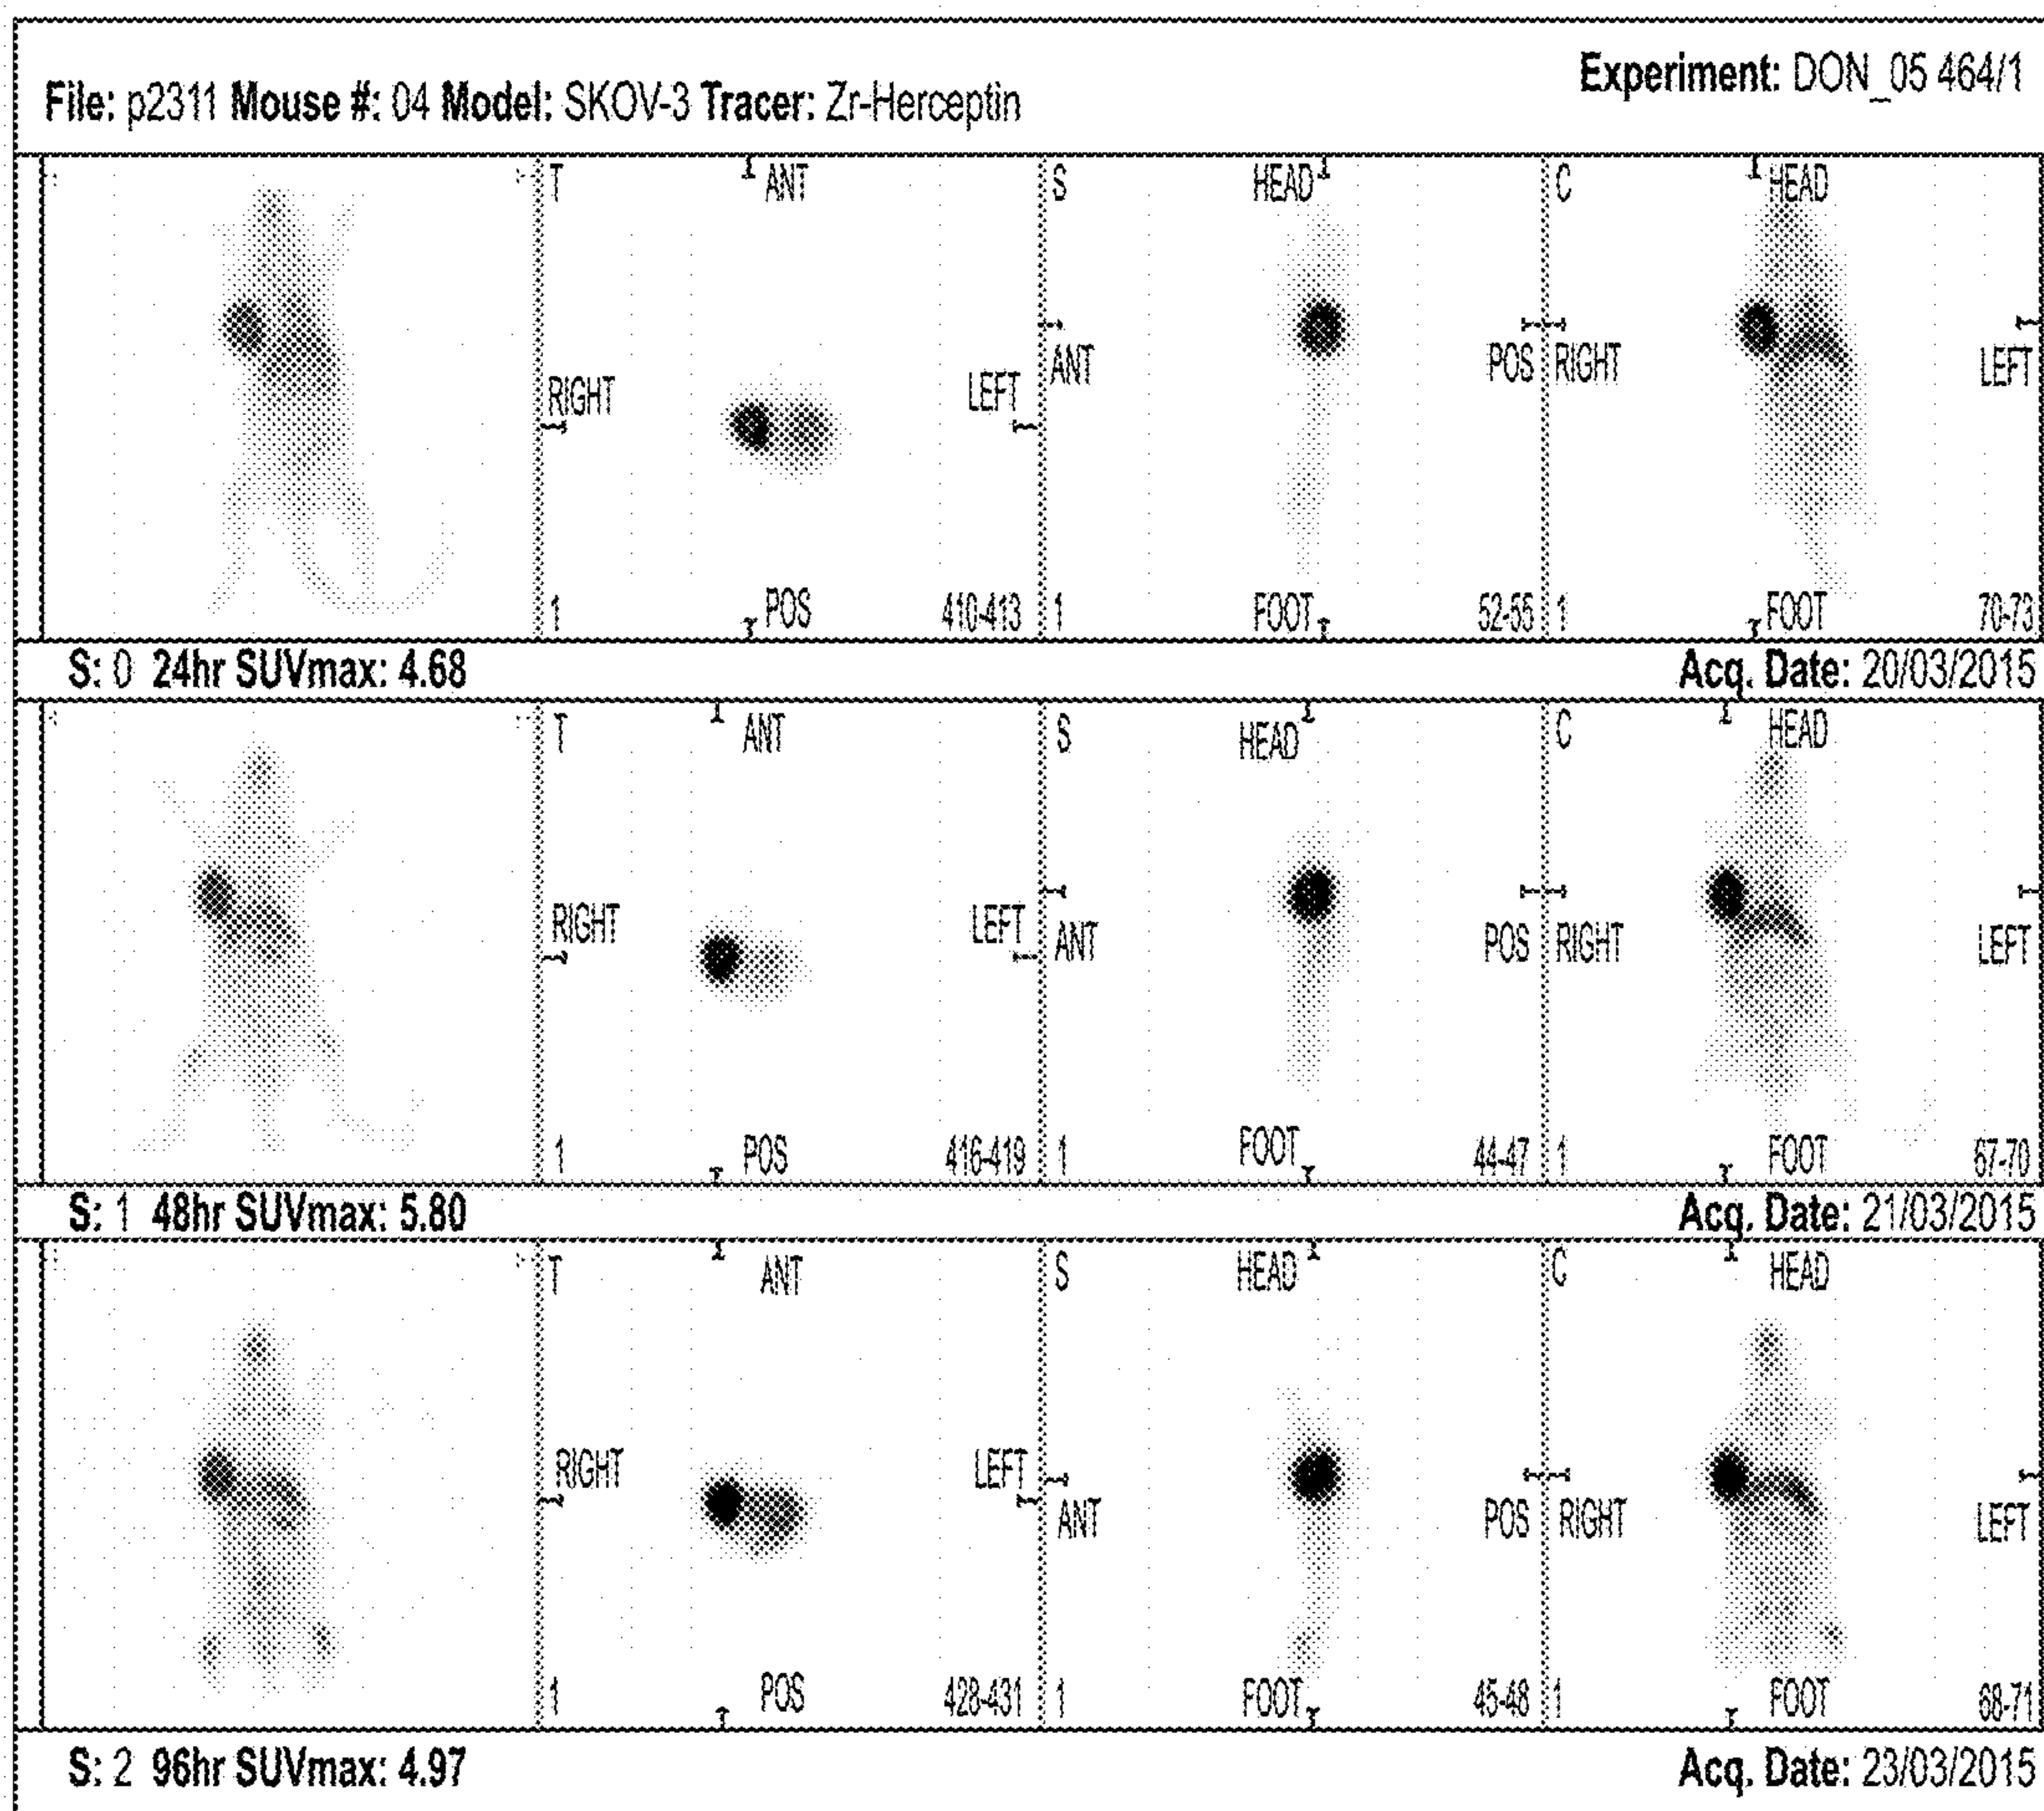 Experiment: DON_05 464/1
File: p2311 Mouse #: 04 Model: SKOV-3 Tracer: Zr-Herceptin
T ANT S HEAD C HEAD
RIGHT LEFT ANT POS RIGHT LEFT
1 POS 410-413 1 FOOT 52-55 1 FOOT 70-73
S: 0 24hr SUVmax: 4.68 Acq. Date: 20/03/2015
T ANT S HEAD C HEAD
RIGHT LEFT ANT POS RIGHT LEFT
1 POS 416-419 1 FOOT 44-47 1 FOOT 67-70
S: 1 48hr SUVmax: 5.80 Acq. Date: 21/03/2015
T ANT S HEAD C HEAD
RIGHT LEFT ANT POS RIGHT LEFT
1 POS 428-431 1 FOOT 45-48 1 FOOT 68-71
S: 2 96hr SUVmax: 4.97 Acq. Date: 23/03/2015